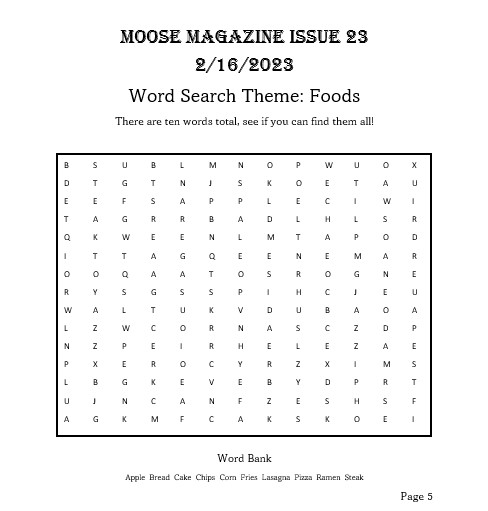 MOOSE MAGAZINE ISSUE 23
2/16/2023
Word Search Theme: Foods
There are ten words total, see if you can find them all!
B S U B L M N O P W U O X
D T G T N J S K O E T A U
E E F S A P P L E C I W I
T A G R R B A D L H L S R
Q K W E E N L M T A P O D
I T T A G Q E E N E M A R
O O Q A A T O S R O G N E
R Y S G S S P I H C J E U
W A L T U K V D U B A O A
L Z W C O R N A S C Z D P
N Z P E I R H E L E Z A E
P X E R O C Y R Z X I M S
L B G K E V E B Y D P R T
U J N C A N F Z E S H S F
A G K M F C A K S K O E I
Word Bank
Apple Bread Cake Chips Corn Fries Lasagna Pizza Ramen Steak
Page 5